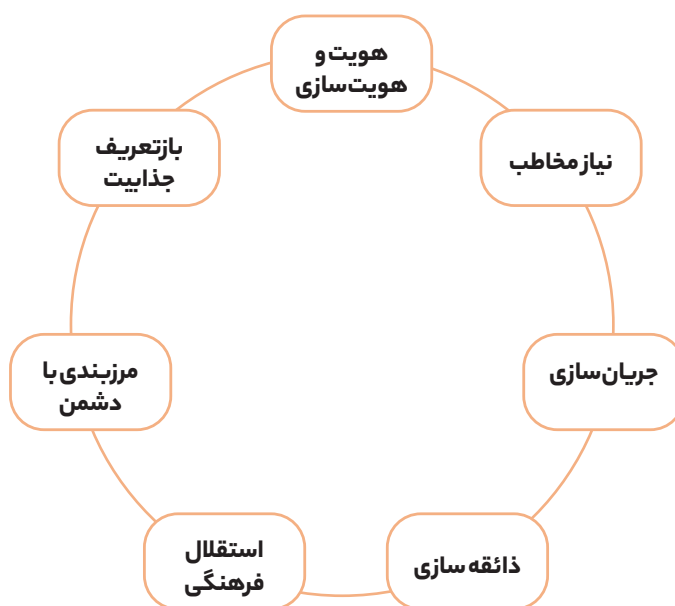 هویت و
هویت‌سازی
نیاز مخاطب
جریان‌سازی
ذائقه سازی
استقلال
فرهنگی
مرزبندی با
دشمن
بازتعریف
جذابیت